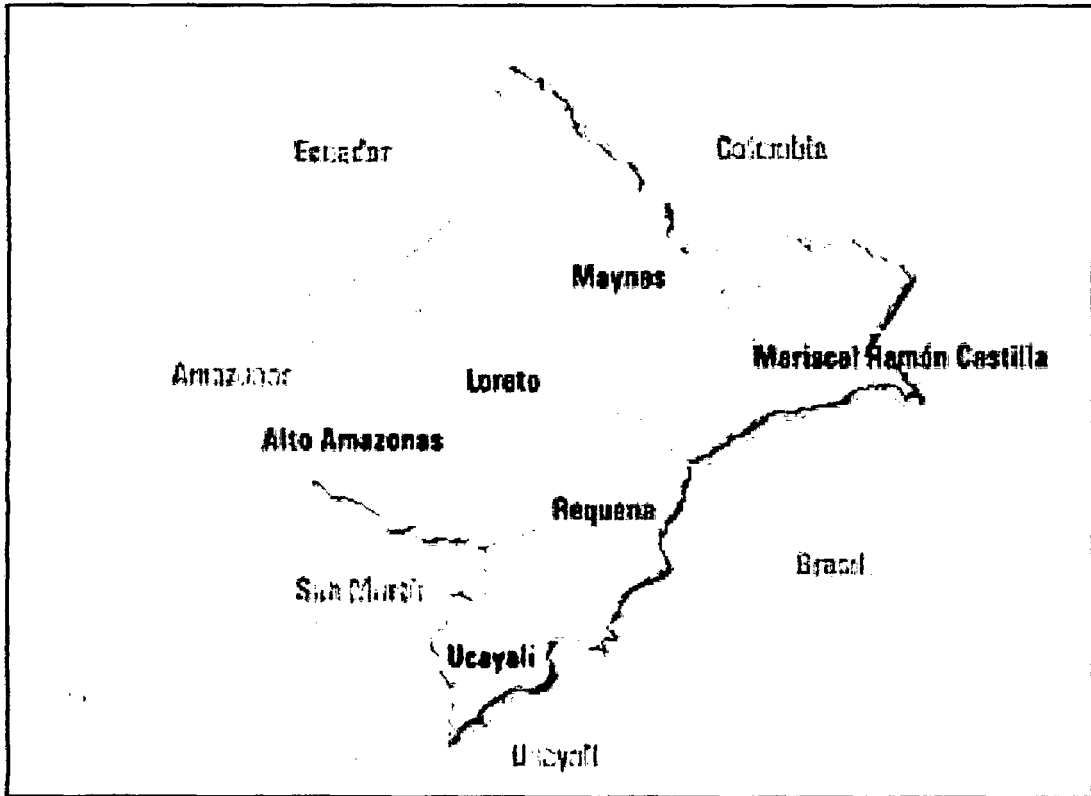 Ecuador
Colombia
Maynas
Mariscal Ramón Castilla
Amazonas
Loreto
Alto Amazonas
Requena
Brasil
San Martín
Ucayali
Ucayali